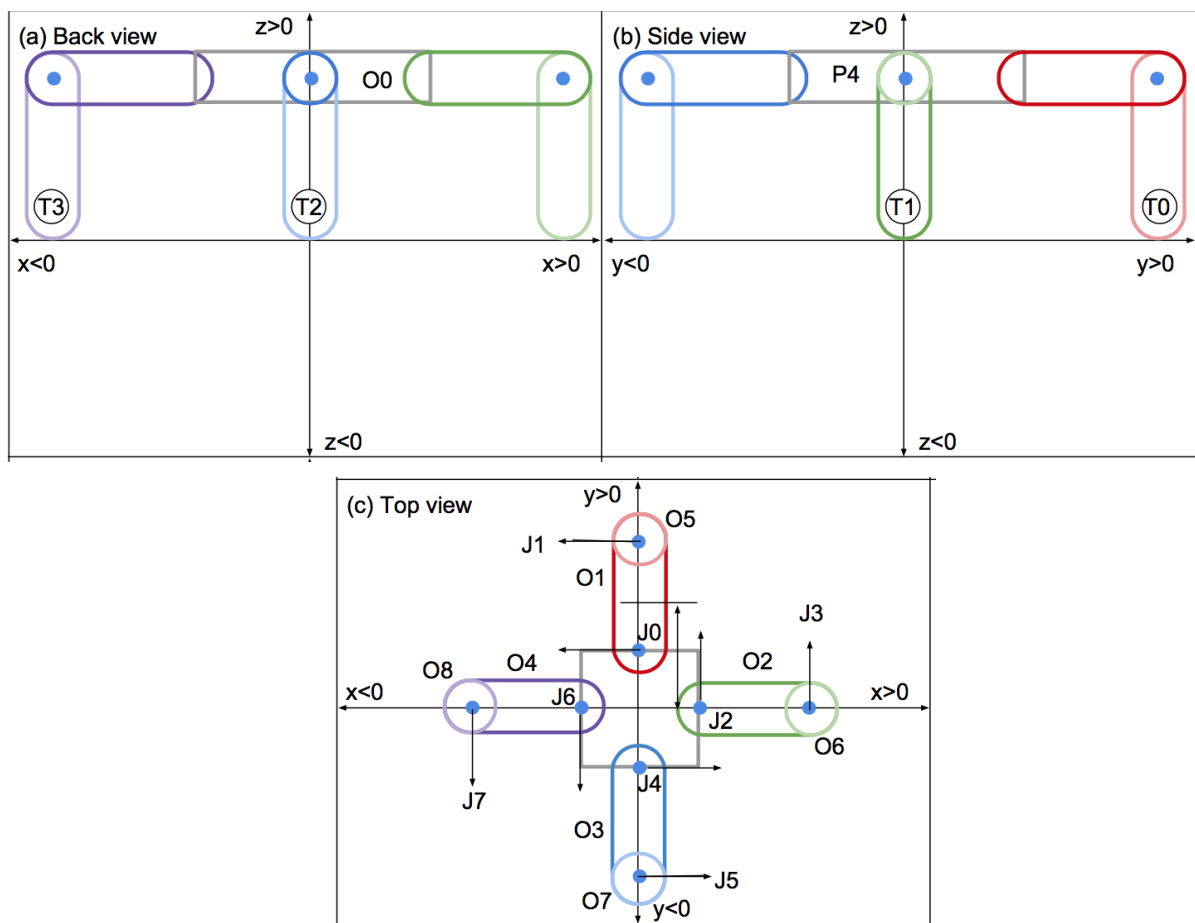 (a) Back view
z>0
O0
T3
T2
x<0
x>0
z<0
(b) Side view
z>0
P4
T1
T0
y<0
y>0
z<0
(c) Top view
y>0
O5
J1
O1
J0
J3
O8
O4
O2
x<0
J6
J2
x>0
O6
J4
J7
O3
J5
O7
y<0